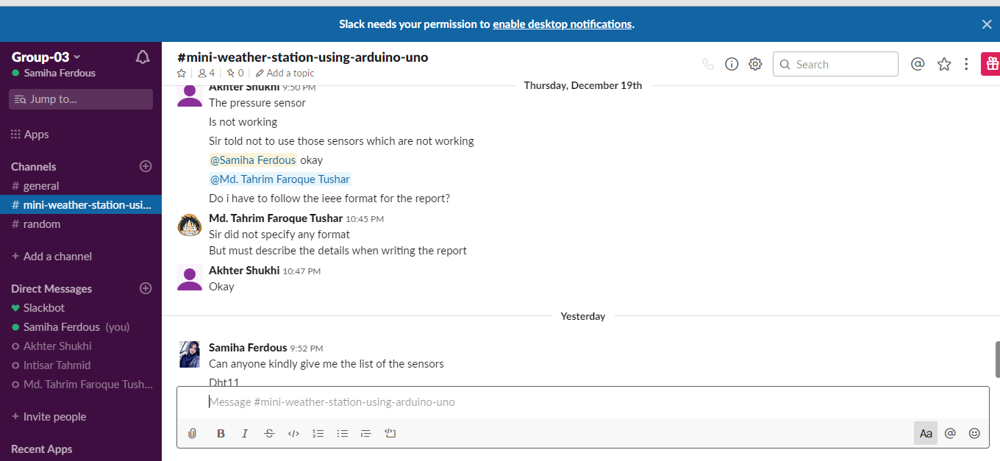 Slack needs your permission to enable desktop notifications.
Group-03
Samiha Ferdous
Jump to...
Apps
Channels
# general
# mini-weather-station-usi...
# random
+ Add a channel
Direct Messages
Slackbot
Samiha Ferdous (you)
Akhter Shukhi
Intisar Tahmid
Md. Tahrim Faroque Tush...
+ Invite people
Recent Apps
#mini-weather-station-using-arduino-uno
4 | 0 | Add a topic
Search
Thursday, December 19th
Akhter Shukhi 9:50 PM
The pressure sensor
Is not working
Sir told not to use those sensors which are not working
@Samiha Ferdous okay
@Md. Tahrim Faroque Tushar
Do i have to follow the ieee format for the report?
Md. Tahrim Faroque Tushar 10:45 PM
Sir did not specify any format
But must describe the details when writing the report
Akhter Shukhi 10:47 PM
Okay
Yesterday
Samiha Ferdous 9:52 PM
Can anyone kindly give me the list of the sensors
Dht11
Message #mini-weather-station-using-arduino-uno
B I S </> Aa @